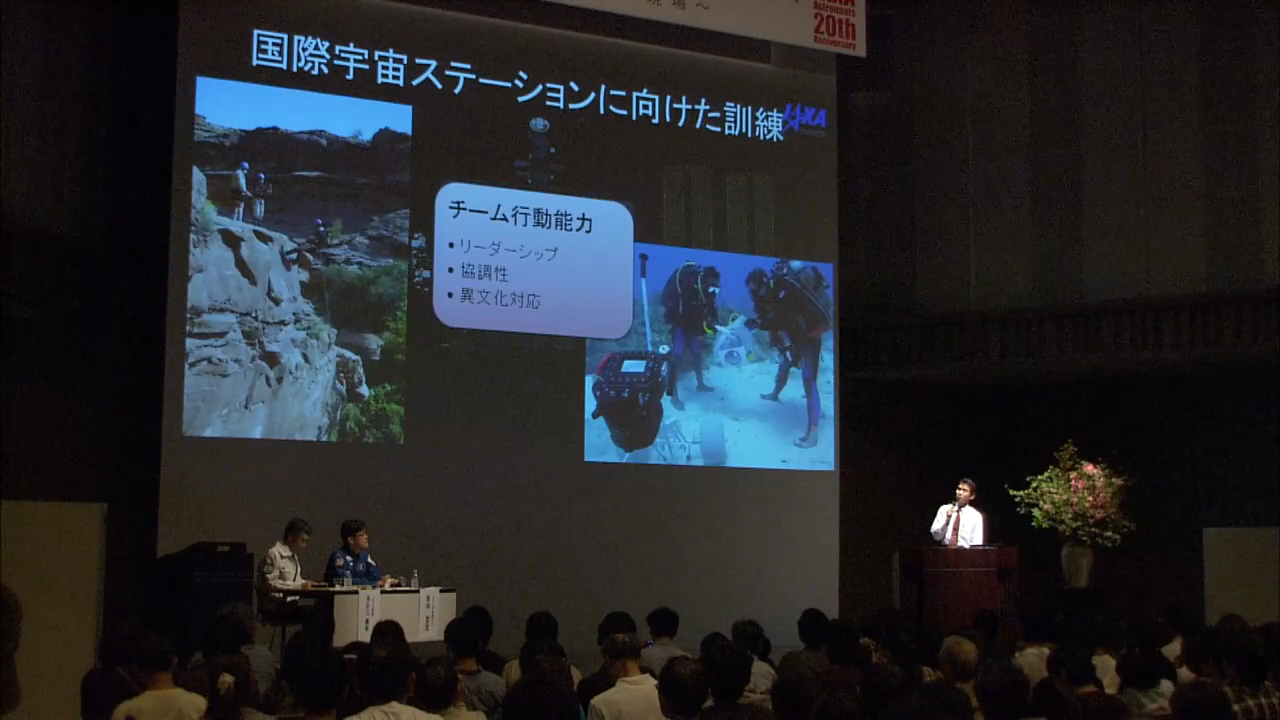 Astronauts
20th
Anniversary
国際宇宙ステーションに向けた訓練
JAXA
チーム行動能力
• リーダーシップ
• 協調性
• 異文化対応